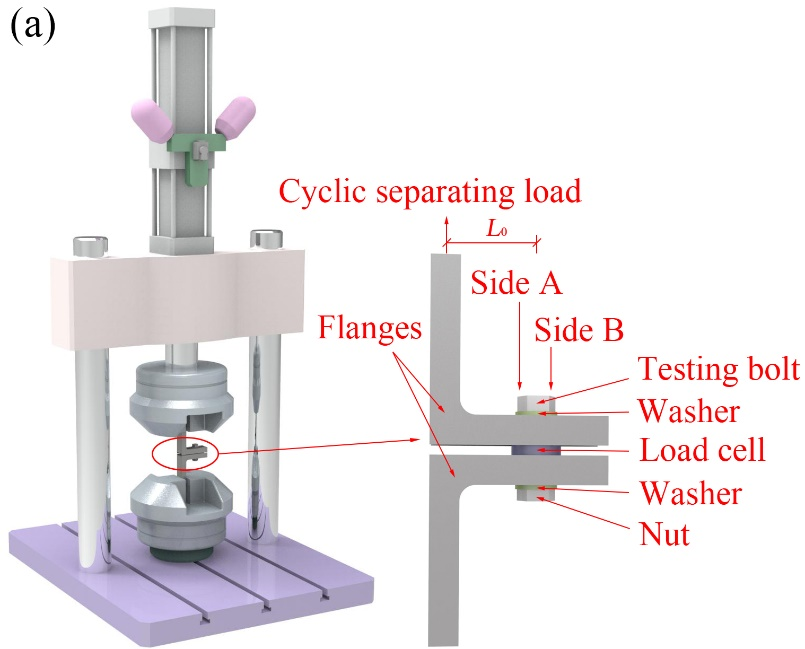 (a)
Cyclic separating load
L₀
Side A
Side B
Flanges
Testing bolt
Washer
Load cell
Washer
Nut